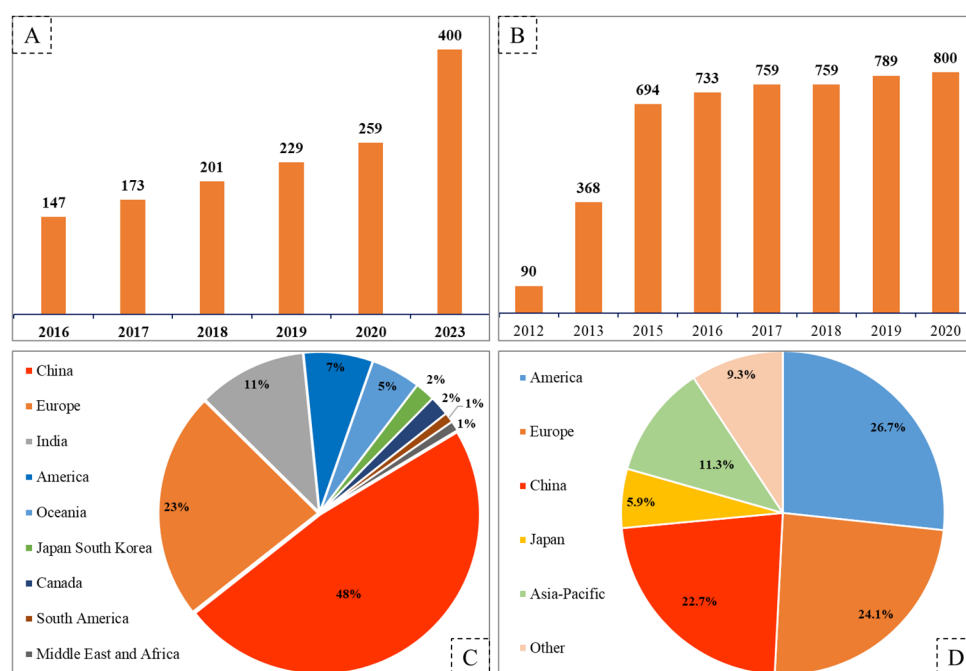 A
147
173
201
229
259
400
2016
2017
2018
2019
2020
2023
B
90
368
694
733
759
759
789
800
2012
2013
2015
2016
2017
2018
2019
2020
China
Europe
India
America
Oceania
Japan South Korea
Canada
South America
Middle East and Africa
11%
7%
5%
2%
2%
1%
1%
23%
48%
C
America
Europe
China
Japan
Asia-Pacific
Other
9.3%
26.7%
11.3%
5.9%
22.7%
24.1%
D